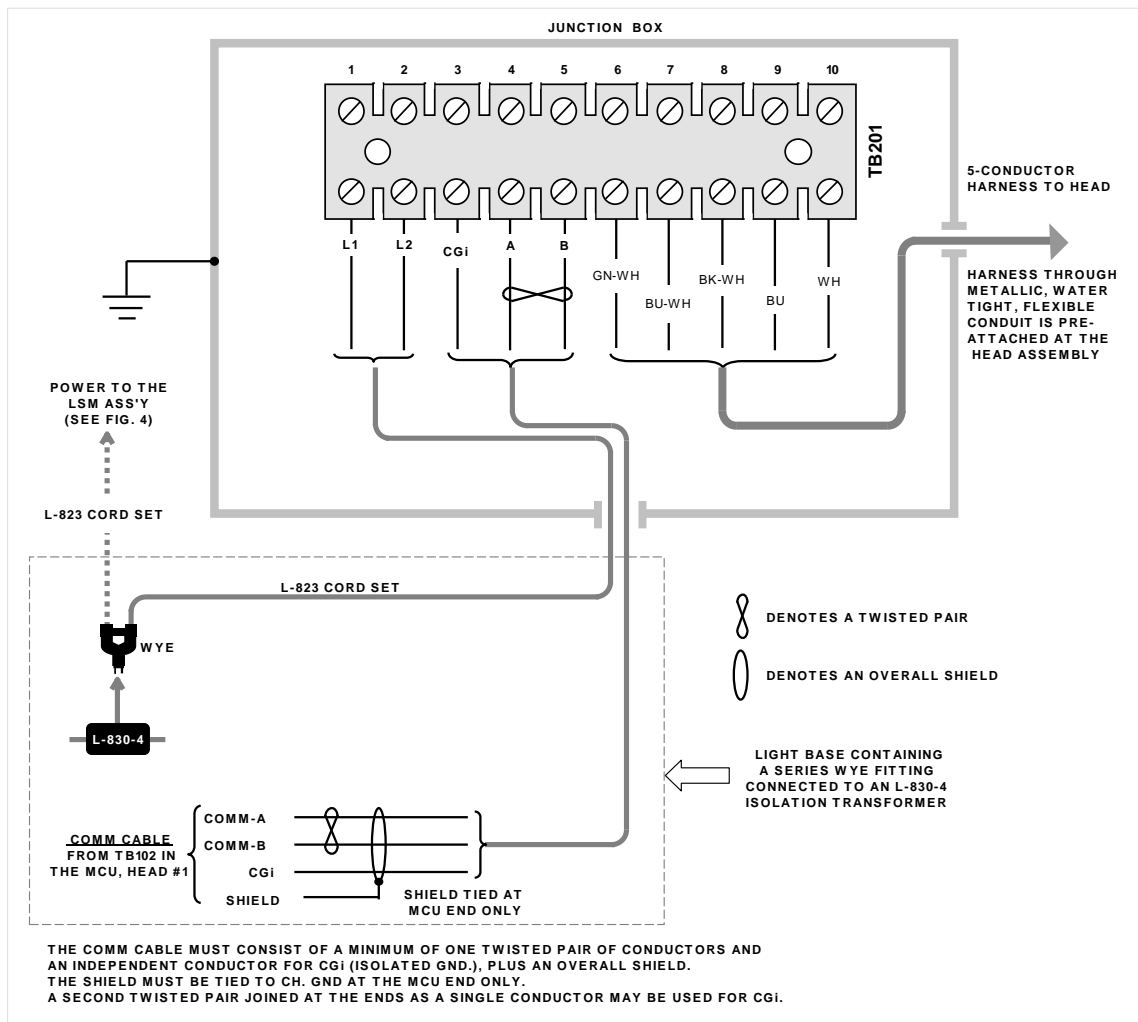 JUNCTION BOX
1 2 3 4 5 6 7 8 9 10
TB201
L1 L2 CGi A B GN-WH BU-WH BK-WH BU WH
5-CONDUCTOR
HARNESS TO HEAD
HARNESS THROUGH
METALLIC, WATER
TIGHT, FLEXIBLE
CONDUIT IS PRE-
ATTACHED AT THE
HEAD ASSEMBLY
POWER TO THE
LSM ASS'Y
(SEE FIG. 4)
L-823 CORD SET
L-823 CORD SET
WYE
L-830-4
DENOTES A TWISTED PAIR
DENOTES AN OVERALL SHIELD
LIGHT BASE CONTAINING
A SERIES WYE FITTING
CONNECTED TO AN L-830-4
ISOLATION TRANSFORMER
COMM CABLE
FROM TB102 IN
THE MCU, HEAD #1
COMM-A
COMM-B
CGi
SHIELD
SHIELD TIED AT
MCU END ONLY
THE COMM CABLE MUST CONSIST OF A MINIMUM OF ONE TWISTED PAIR OF CONDUCTORS AND
AN INDEPENDENT CONDUCTOR FOR CGi (ISOLATED GND.), PLUS AN OVERALL SHIELD.
THE SHIELD MUST BE TIED TO CH. GND AT THE MCU END ONLY.
A SECOND TWISTED PAIR JOINED AT THE ENDS AS A SINGLE CONDUCTOR MAY BE USED FOR CGi.